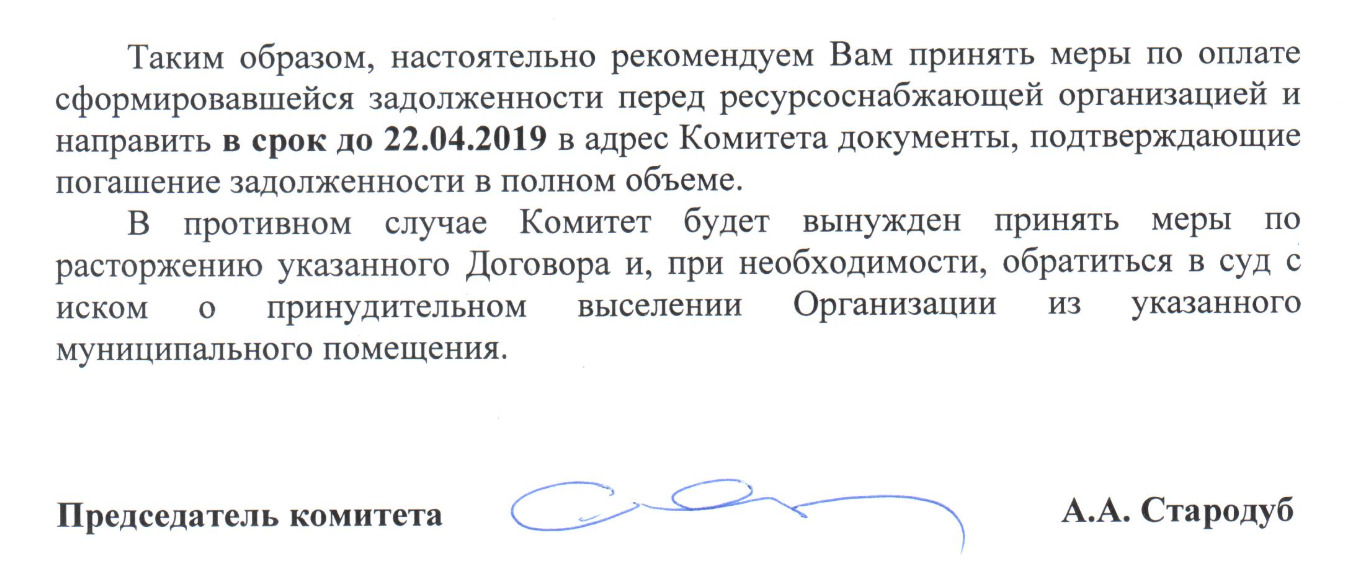 Таким образом, настоятельно рекомендуем Вам принять меры по оплате
сформировавшейся задолженности перед ресурсоснабжающей организацией и
направить в срок до 22.04.2019 в адрес Комитета документы, подтверждающие
погашение задолженности в полном объеме.
В противном случае Комитет будет вынужден принять меры по
расторжению указанного Договора и, при необходимости, обратиться в суд с
иском о принудительном выселении Организации из указанного
муниципального помещения.
Председатель комитета А.А. Стародуб